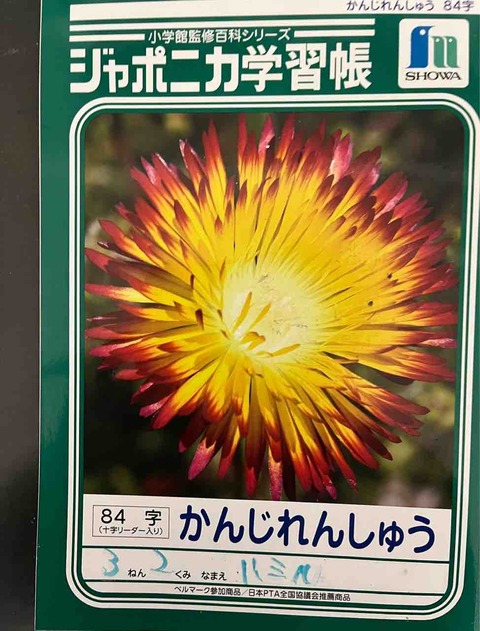 かんじれんしゅう 84字
小学館監修百科シリーズ
ジャポニカ学習帳
SHOWA
84 字
(十字リーダー入り)
かんじれんしゅう
3 ねん 2 くみ なまえ ハミル
ベルマーク参加商品／日本PTA全国協議会推薦商品